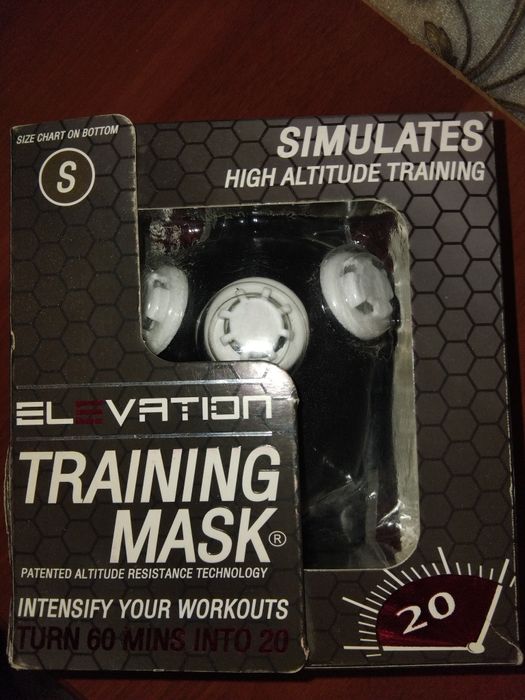 SIZE CHART ON BOTTOM
S
SIMULATES
HIGH ALTITUDE TRAINING
ELEVATION
TRAINING
MASK®
PATENTED ALTITUDE RESISTANCE TECHNOLOGY
INTENSIFY YOUR WORKOUTS
TURN 60 MINS INTO 20
20